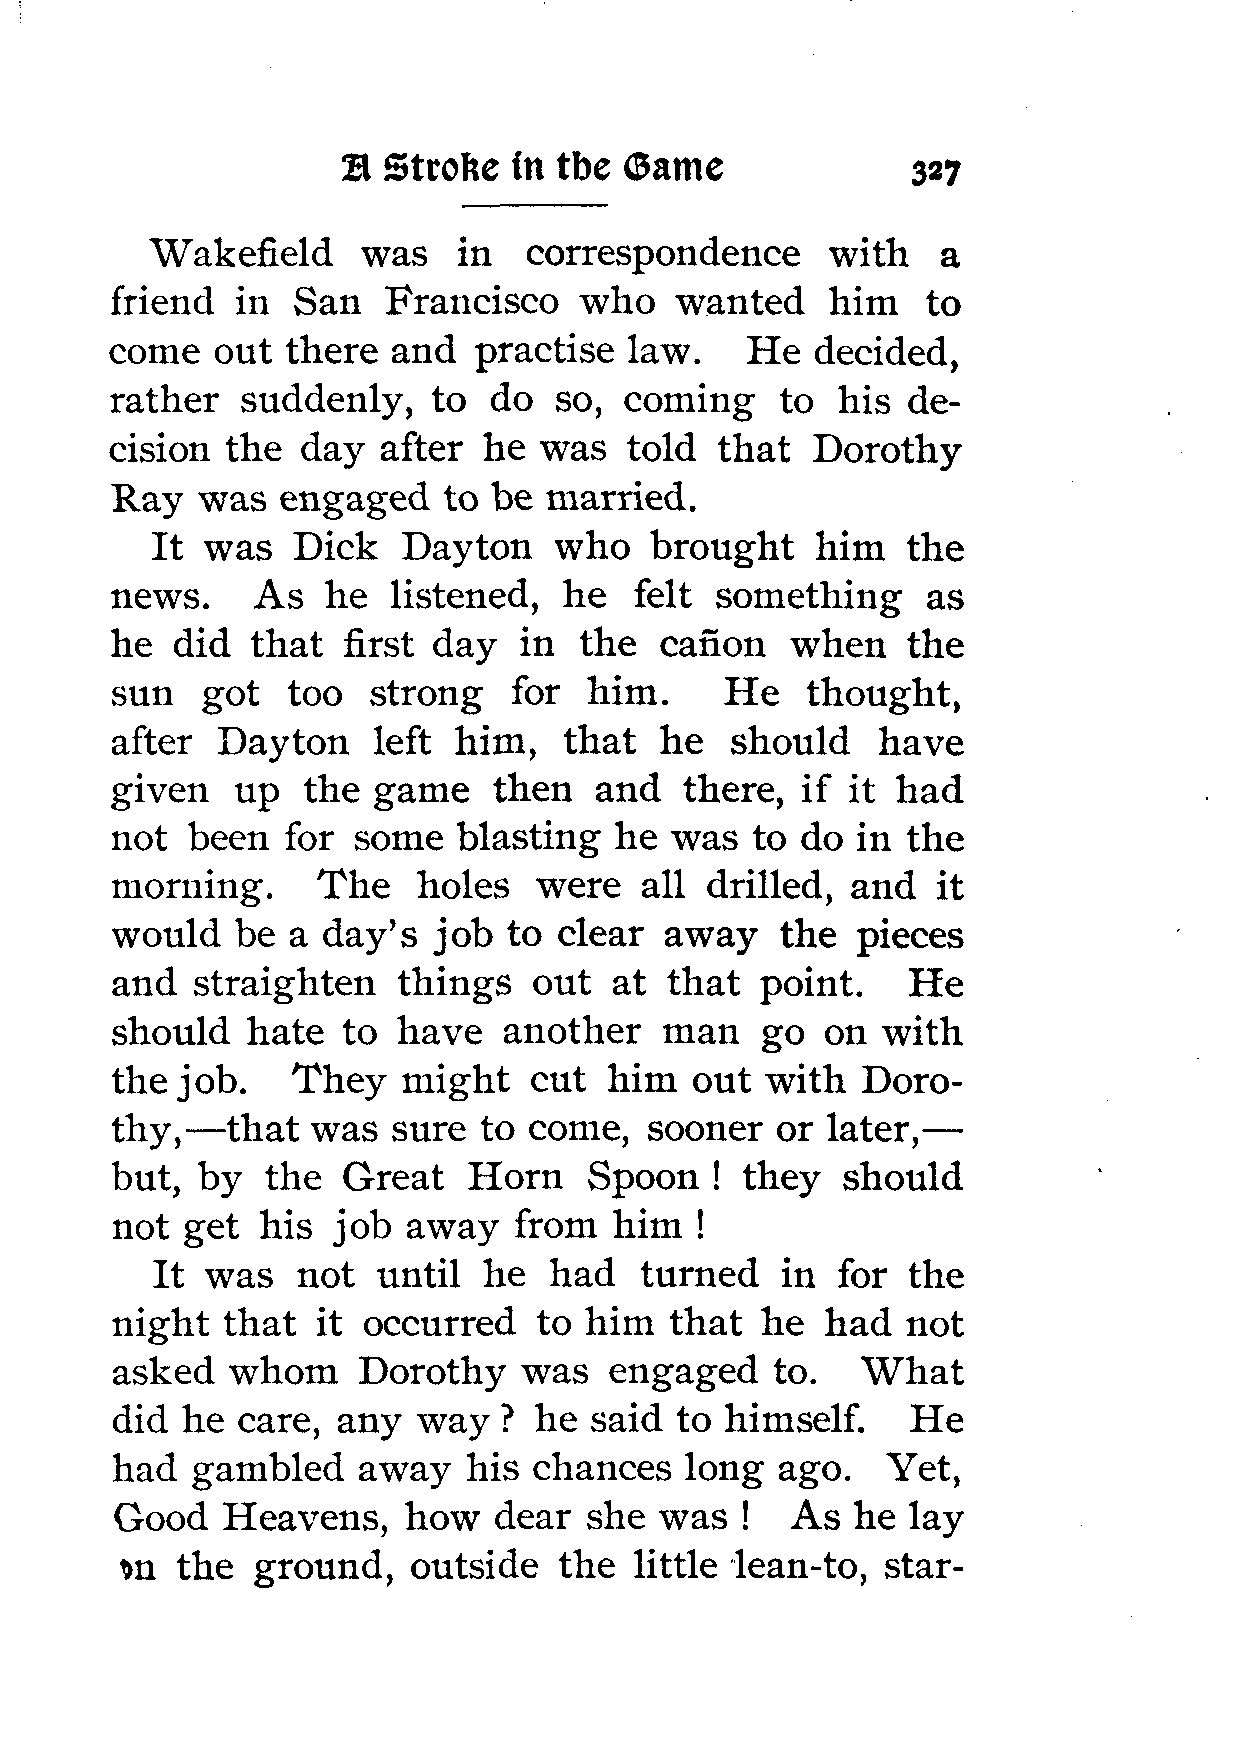 A Stroke in the Game 327
Wakefield was in correspondence with a
friend in San Francisco who wanted him to
come out there and practise law. He decided,
rather suddenly, to do so, coming to his de-
cision the day after he was told that Dorothy
Ray was engaged to be married.
It was Dick Dayton who brought him the
news. As he listened, he felt something as
he did that first day in the cañon when the
sun got too strong for him. He thought,
after Dayton left him, that he should have
given up the game then and there, if it had
not been for some blasting he was to do in the
morning. The holes were all drilled, and it
would be a day's job to clear away the pieces
and straighten things out at that point. He
should hate to have another man go on with
the job. They might cut him out with Doro-
thy,—that was sure to come, sooner or later,—
but, by the Great Horn Spoon ! they should
not get his job away from him !
It was not until he had turned in for the
night that it occurred to him that he had not
asked whom Dorothy was engaged to. What
did he care, any way ? he said to himself. He
had gambled away his chances long ago. Yet,
Good Heavens, how dear she was ! As he lay
on the ground, outside the little lean-to, star-